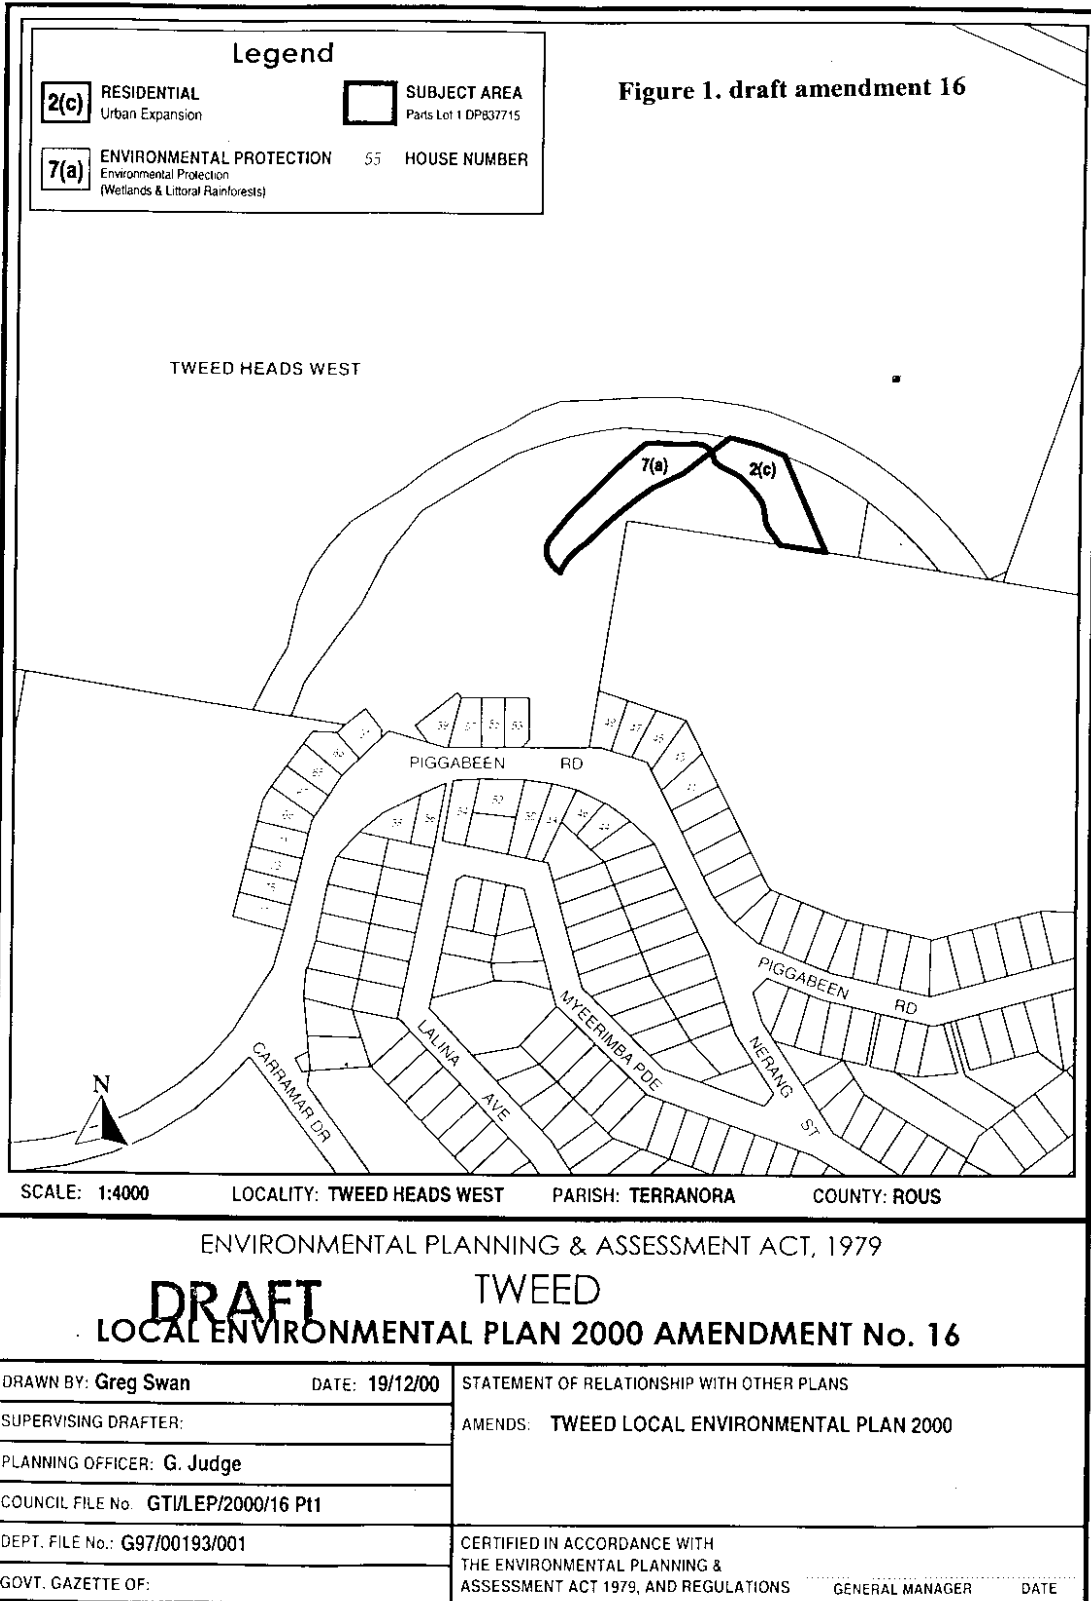 Legend
2(c) RESIDENTIAL
Urban Expansion
SUBJECT AREA
Parts Lot 1 DP837715
7(a) ENVIRONMENTAL PROTECTION
Environmental Protection
(Wetlands & Littoral Rainforests)
55 HOUSE NUMBER
Figure 1. draft amendment 16
TWEED HEADS WEST
7(a)
2(c)
PIGGABEEN RD
PIGGABEEN RD
MYEERIMBA PDE
LALINA AVE
NERANG ST
CARRAMAR DR
N
SCALE: 1:4000 LOCALITY: TWEED HEADS WEST PARISH: TERRANORA COUNTY: ROUS
ENVIRONMENTAL PLANNING & ASSESSMENT ACT, 1979
DRAFT TWEED
LOCAL ENVIRONMENTAL PLAN 2000 AMENDMENT No. 16
DRAWN BY: Greg Swan DATE: 19/12/00
SUPERVISING DRAFTER:
PLANNING OFFICER: G. Judge
COUNCIL FILE No. GTI/LEP/2000/16 Pt1
DEPT. FILE No.: G97/00193/001
GOVT. GAZETTE OF:
STATEMENT OF RELATIONSHIP WITH OTHER PLANS
AMENDS: TWEED LOCAL ENVIRONMENTAL PLAN 2000
CERTIFIED IN ACCORDANCE WITH
THE ENVIRONMENTAL PLANNING &
ASSESSMENT ACT 1979, AND REGULATIONS
GENERAL MANAGER DATE